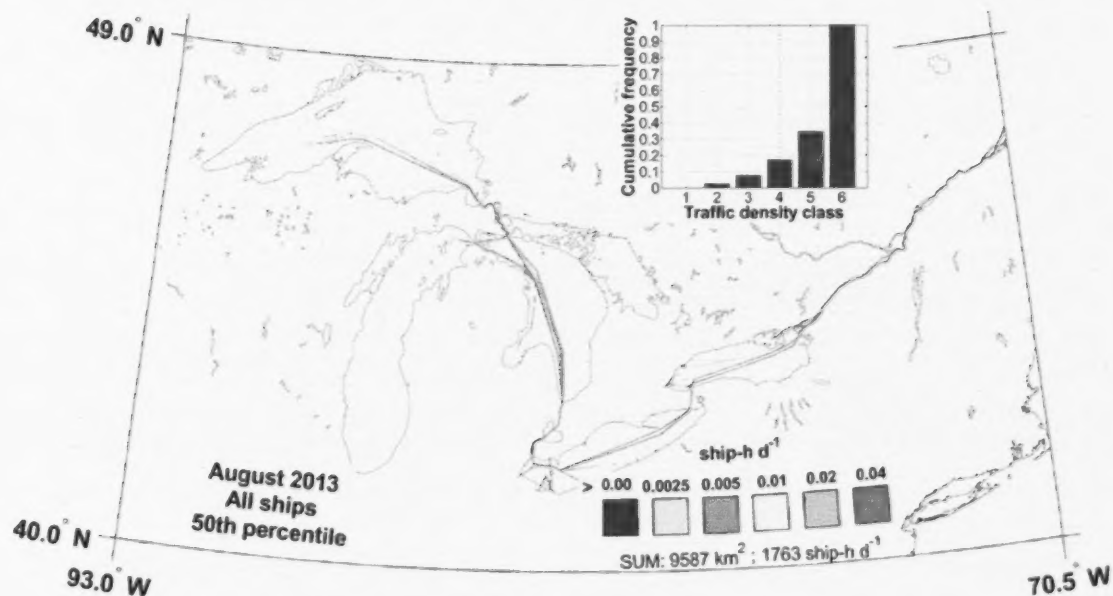 49.0° N
1
0.9
0.8
0.7
0.6
0.5
0.4
0.3
0.2
0.1
0
Cumulative frequency
1 2 3 4 5 6
Traffic density class
August 2013
All ships
50th percentile
ship-h d⁻¹
> 0.00 0.0025 0.005 0.01 0.02 0.04
SUM: 9587 km² ; 1763 ship-h d⁻¹
40.0° N
93.0° W
70.5° W